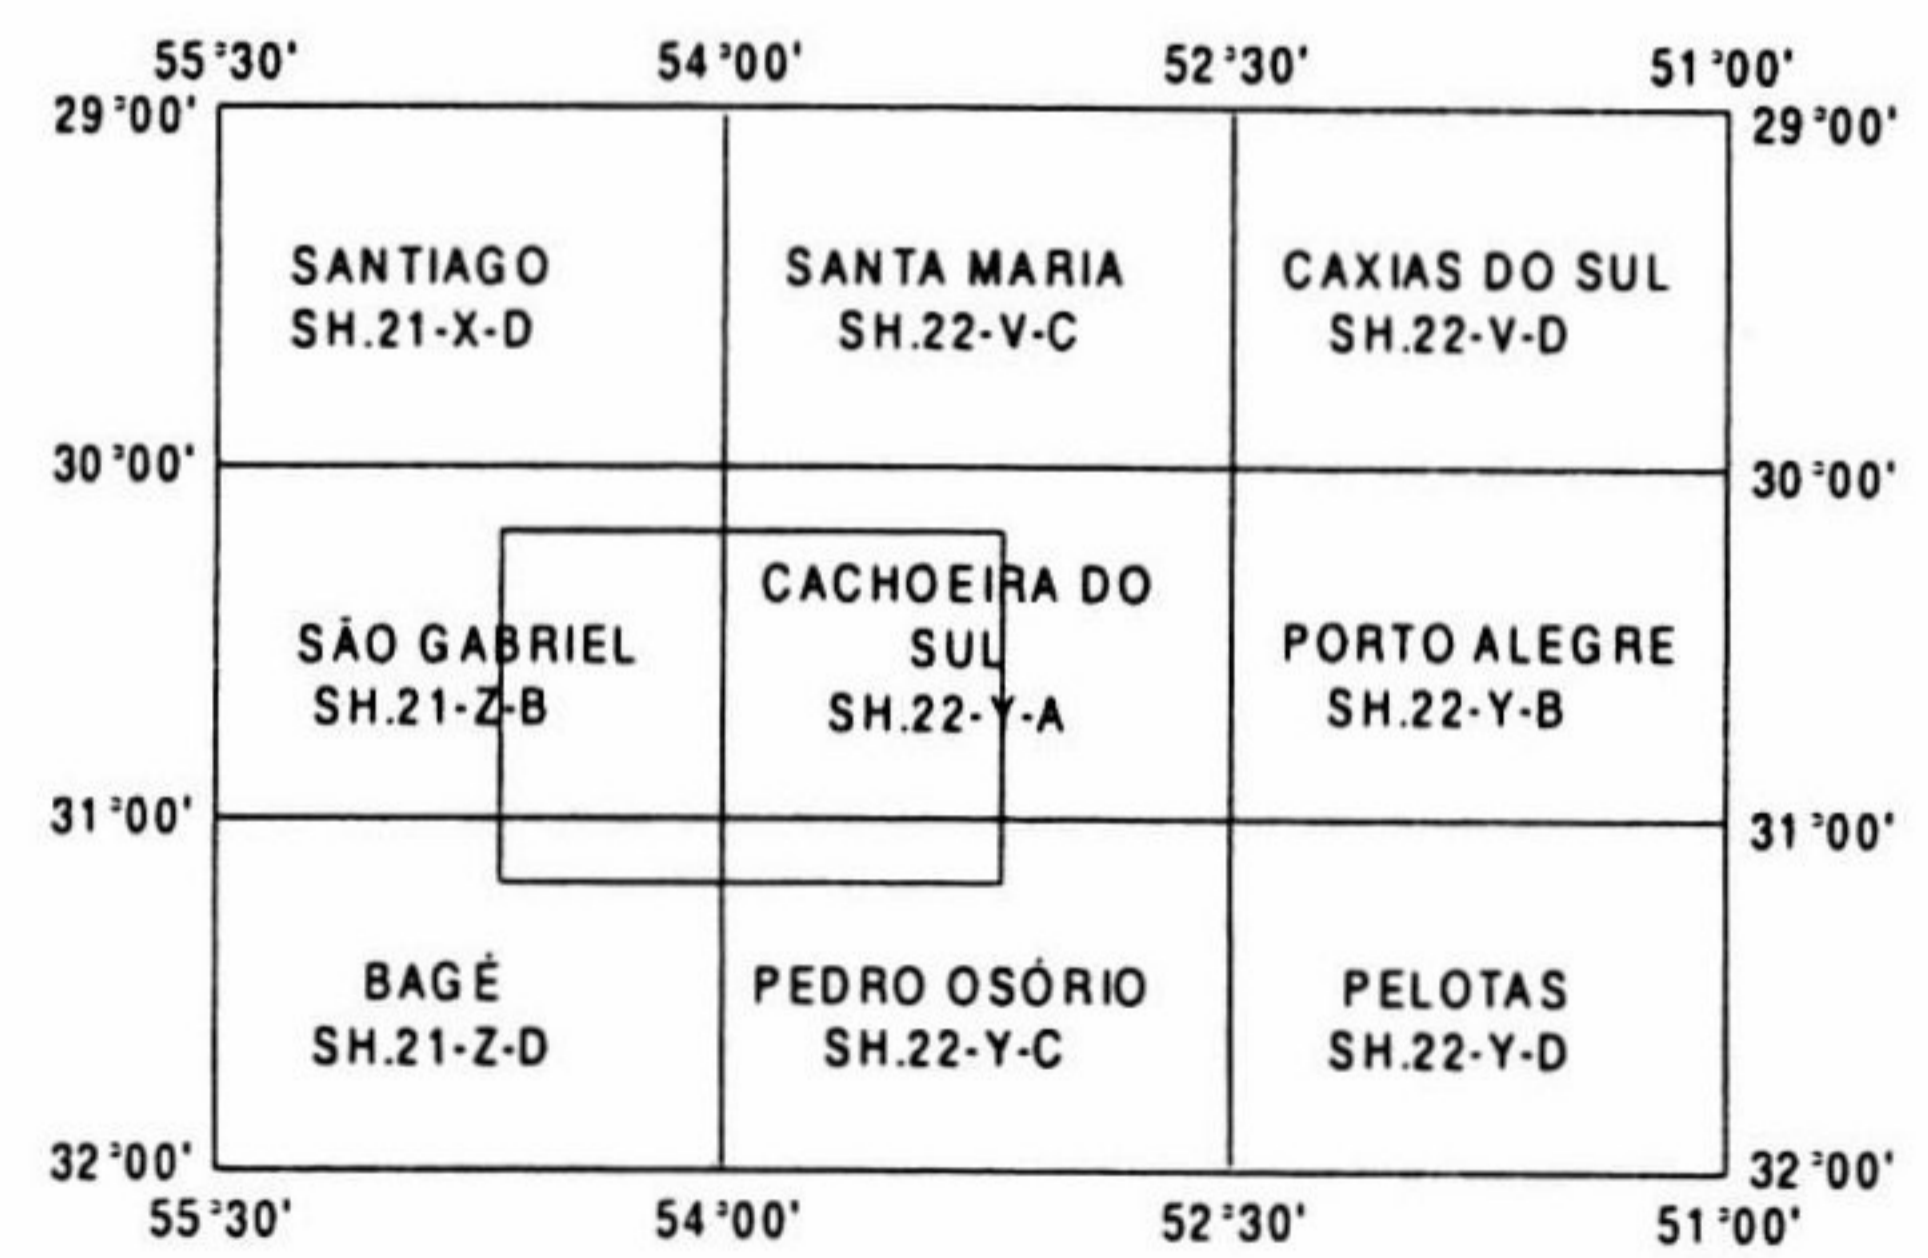 55°30' 54°00' 52°30' 51°00'
29°00' 29°00'
SANTIAGO SANTA MARIA CAXIAS DO SUL
SH.21-X-D SH.22-V-C SH.22-V-D
30°00' 30°00'
CACHOEIRA DO
SÃO GABRIEL SUL PORTO ALEGRE
SH.21-Z-B SH.22-Y-A SH.22-Y-B
31°00' 31°00'
BAGÉ PEDRO OSÓRIO PELOTAS
SH.21-Z-D SH.22-Y-C SH.22-Y-D
32°00' 32°00'
55°30' 54°00' 52°30' 51°00'